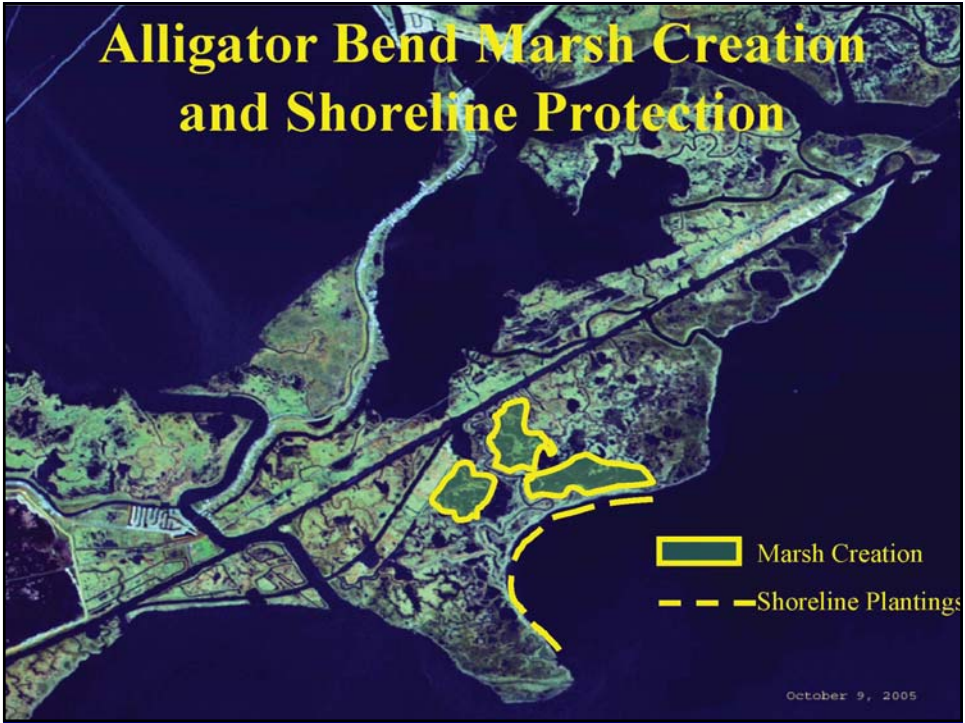 Alligator Bend Marsh Creation
and Shoreline Protection
Marsh Creation
Shoreline Plantings
October 9, 2005